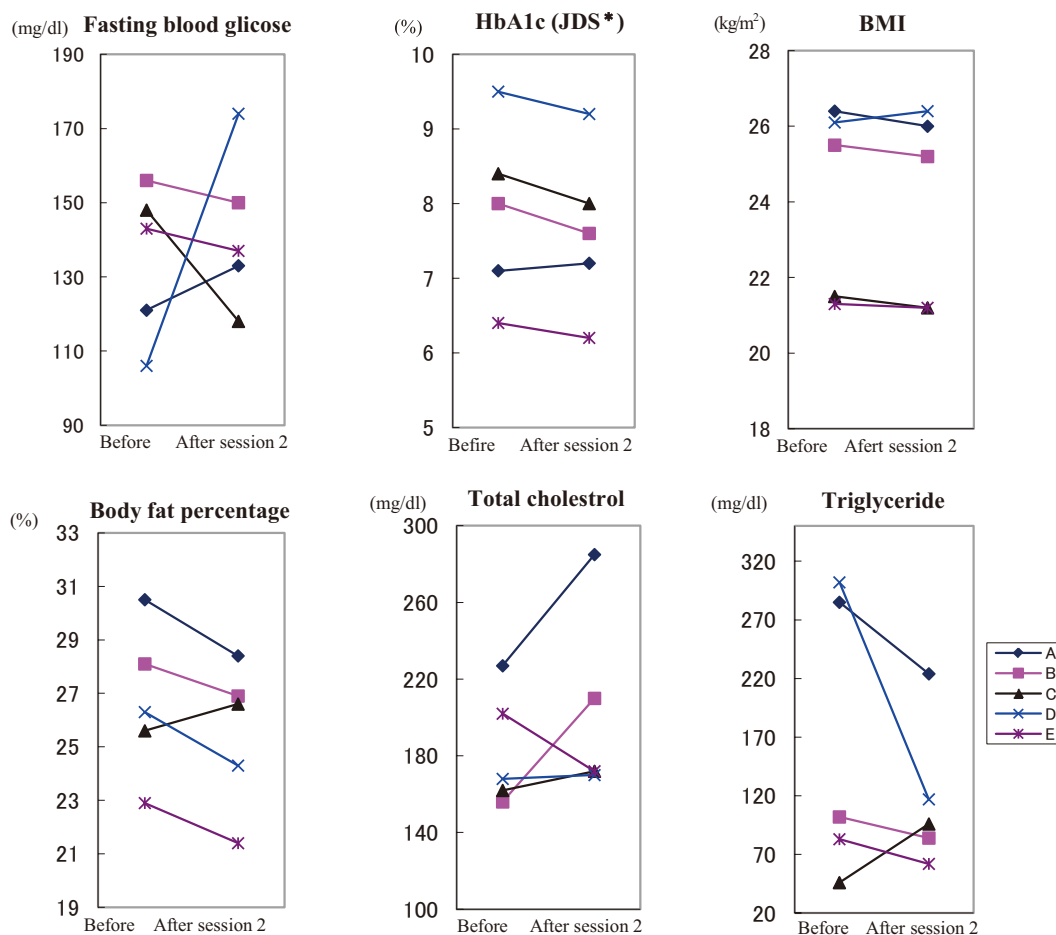 Fasting blood glicose
(mg/dl)
190
170
150
130
110
90
Before After session 2
HbA1c (JDS*)
(%)
10
9
8
7
6
5
Befire After session 2
BMI
(kg/m²)
28
26
24
22
20
18
Before Afert session 2
Body fat percentage
(%)
33
31
29
27
25
23
21
19
Before After session 2
Total cholestrol
(mg/dl)
300
260
220
180
140
100
Before After session 2
Triglyceride
(mg/dl)
320
270
220
170
120
70
20
Before After session 2
A
B
C
D
E